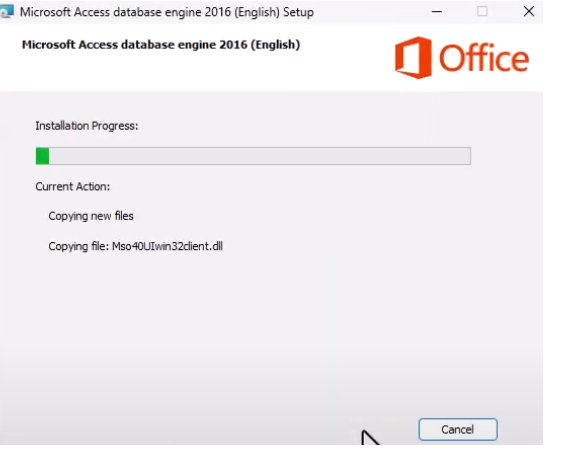 Microsoft Access database engine 2016 (English) Setup
Microsoft Access database engine 2016 (English)
Office
Installation Progress:
Current Action:
Copying new files
Copying file: Mso40UIwin32client.dll
Cancel